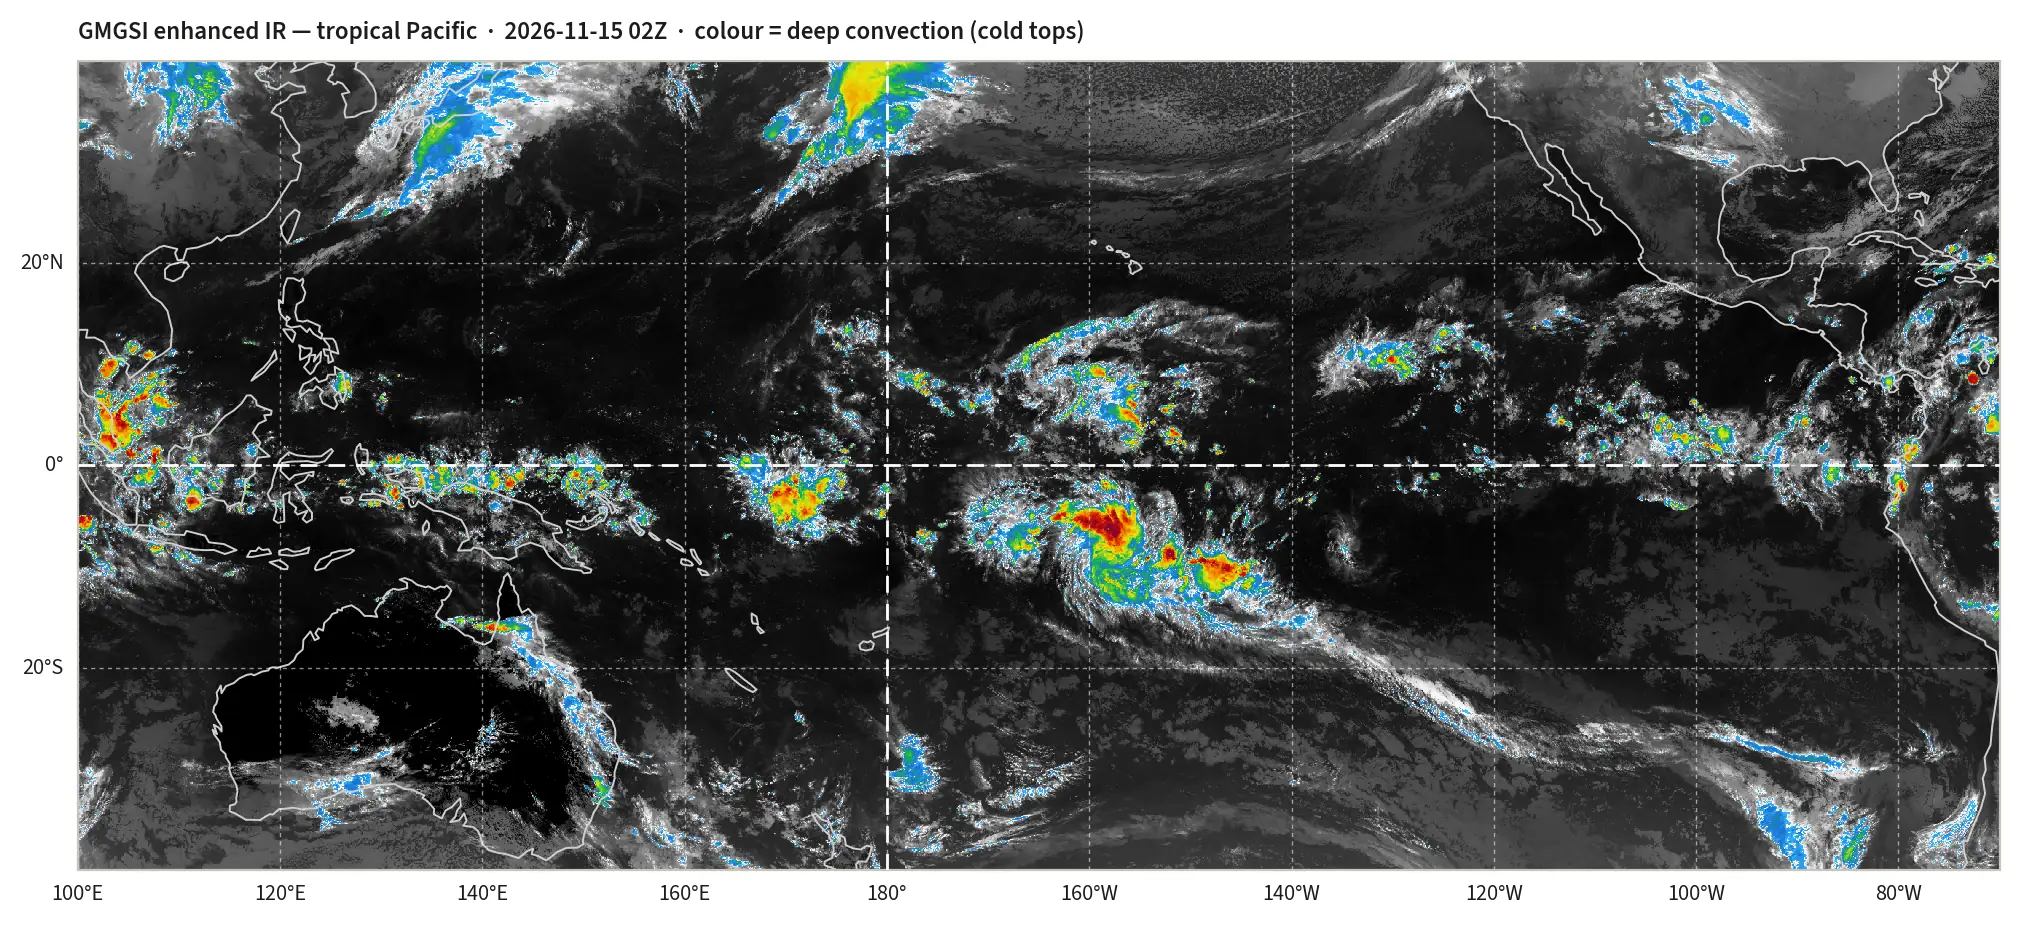 GMGSI enhanced IR — tropical Pacific · 2026-11-15 02Z · colour = deep convection (cold tops)
20°N
0°
20°S
100°E 120°E 140°E 160°E 180° 160°W 140°W 120°W 100°W 80°W